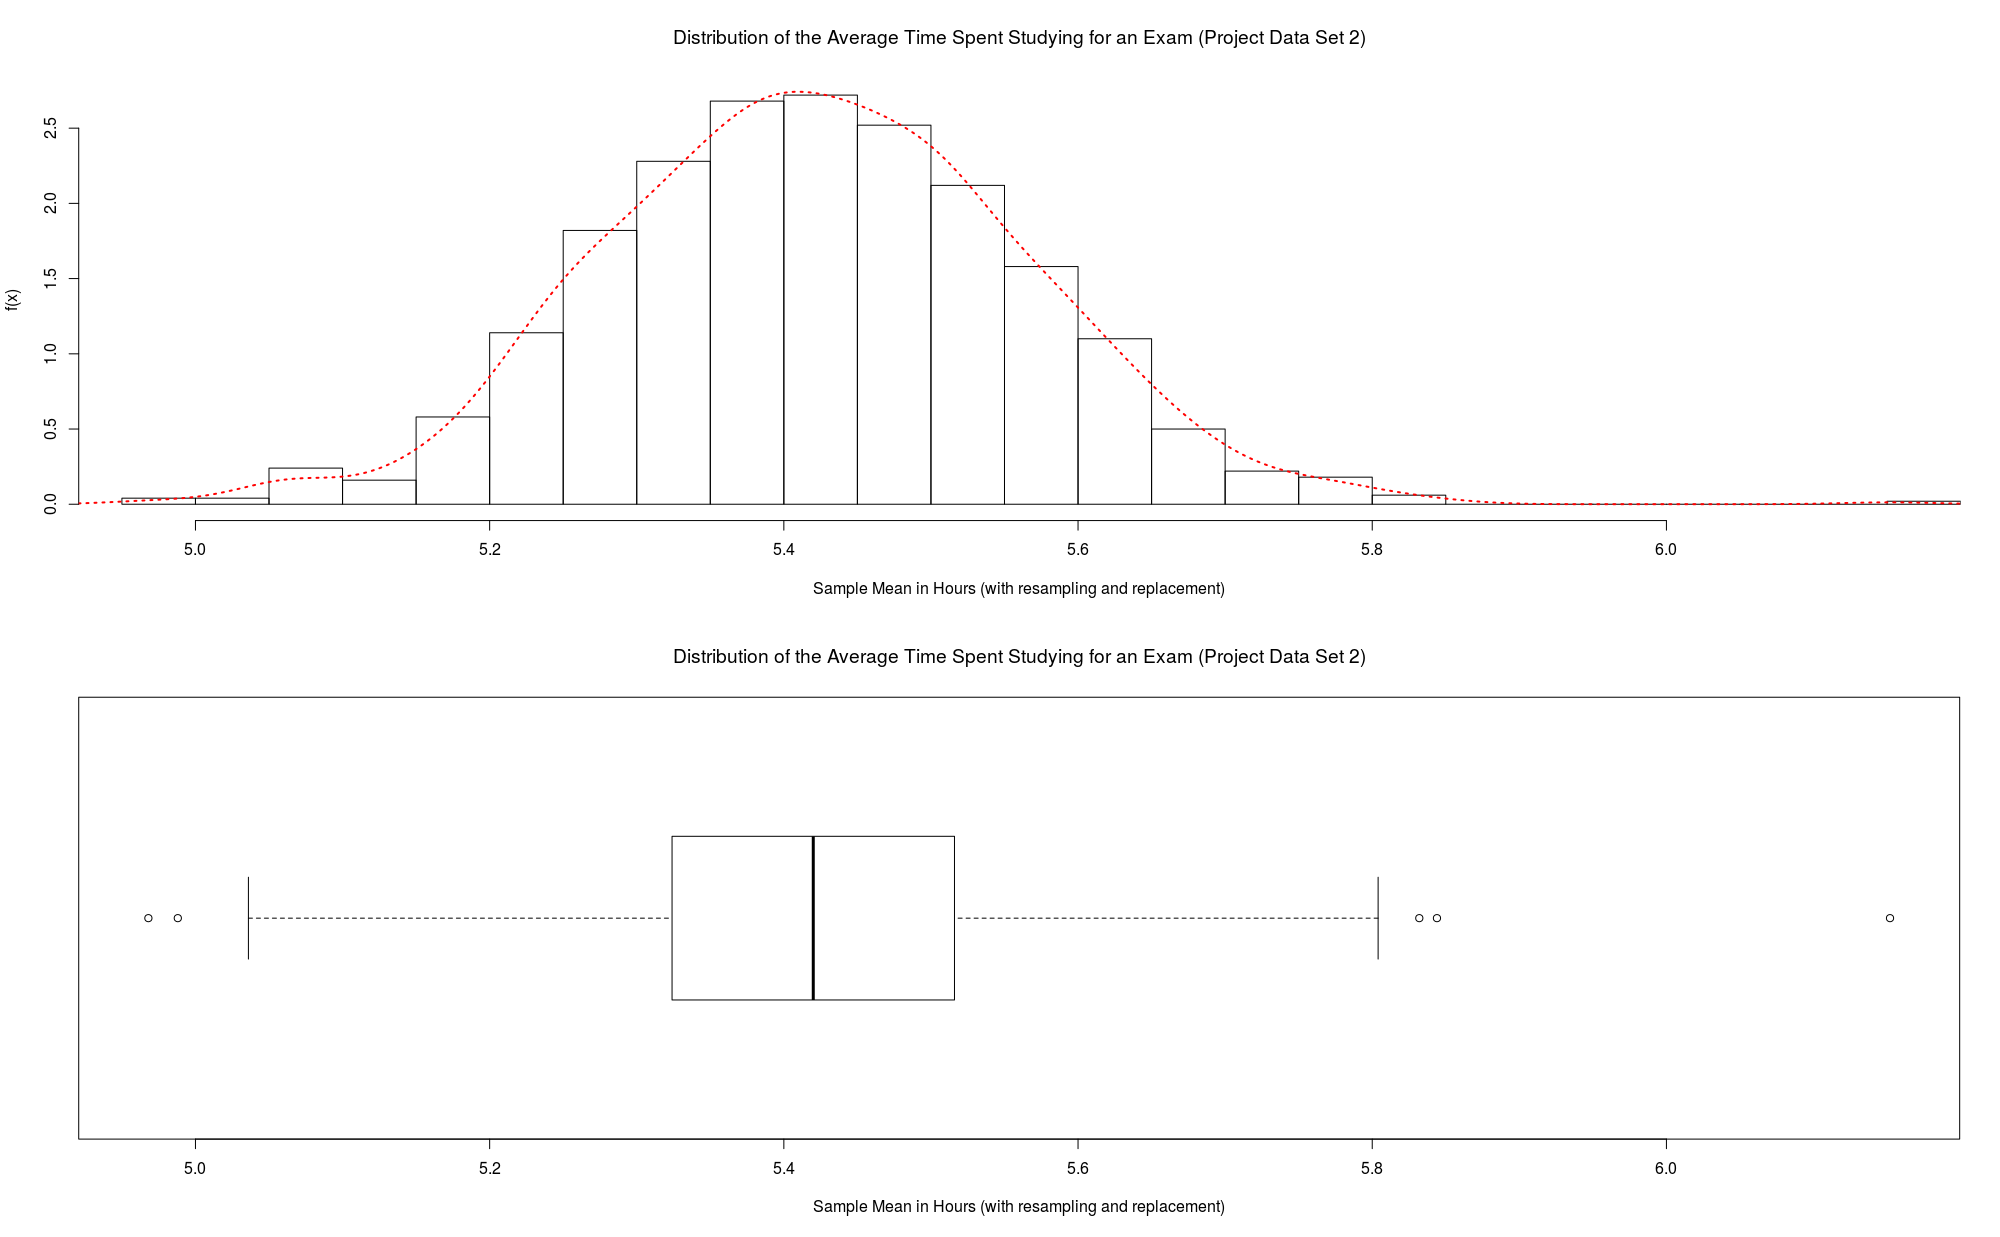 Distribution of the Average Time Spent Studying for an Exam (Project Data Set 2)
f(x)
2.5
2.0
1.5
1.0
0.5
0.0
5.0 5.2 5.4 5.6 5.8 6.0
Sample Mean in Hours (with resampling and replacement)
Distribution of the Average Time Spent Studying for an Exam (Project Data Set 2)
5.0 5.2 5.4 5.6 5.8 6.0
Sample Mean in Hours (with resampling and replacement)